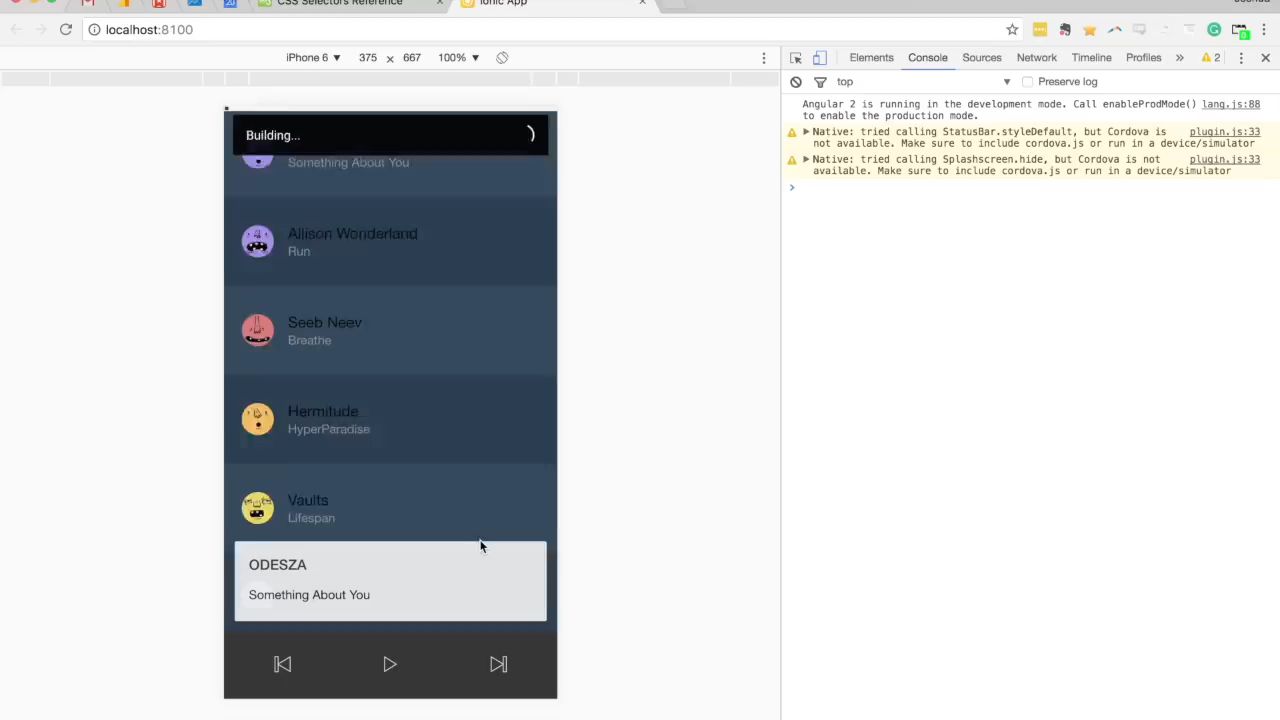 CSS Selectors Reference
Ionic App
Joshua
localhost:8100
iPhone 6 ▼ 375 × 667 100% ▼
Elements Console Sources Network Timeline Profiles » 2
top ▼ Preserve log
Angular 2 is running in the development mode. Call enableProdMode() lang.js:88
to enable the production mode.
Native: tried calling StatusBar.styleDefault, but Cordova is plugin.js:33
not available. Make sure to include cordova.js or run in a device/simulator
Native: tried calling Splashscreen.hide, but Cordova is not plugin.js:33
available. Make sure to include cordova.js or run in a device/simulator
Building...
Something About You
Allison Wonderland
Run
Seeb Neev
Breathe
Hermitude
HyperParadise
Vaults
Lifespan
ODESZA
Something About You